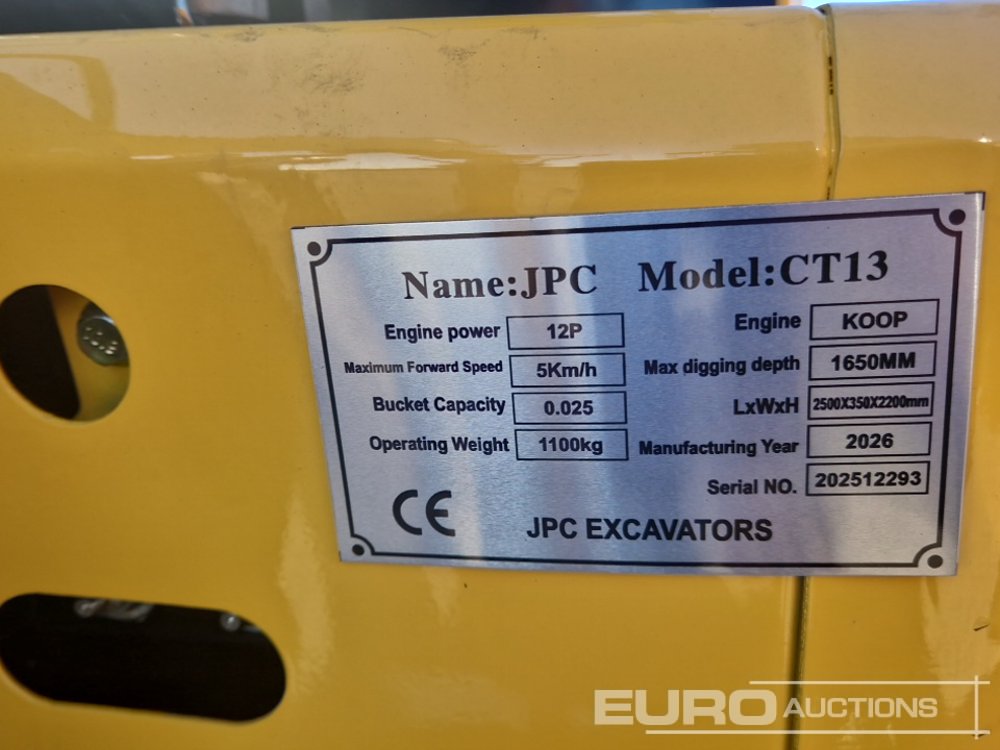 Name:JPC Model:CT13
Engine power 12P Engine KOOP
Maximum Forward Speed 5Km/h Max digging depth 1650MM
Bucket Capacity 0.025 LxWxH 2500X350X2200mm
Operating Weight 1100kg Manufacturing Year 2026
Serial NO. 202512293
CE JPC EXCAVATORS
EURO AUCTIONS